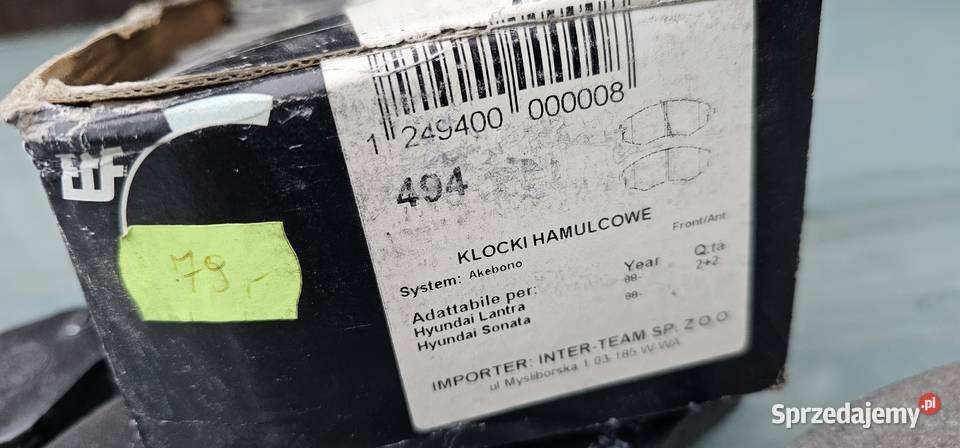 1 249400 000008
494
KLOCKI HAMULCOWE
Front/Ant
System: Akebono
Year
Q.ta
Adattabile per:
88-
2+2
Hyundai Lantra
88-
Hyundai Sonata
IMPORTER: INTER-TEAM SP. Z O.O
ul Myśliborska 1 03-185 W-WA
79,-
Sprzedajemy.pl